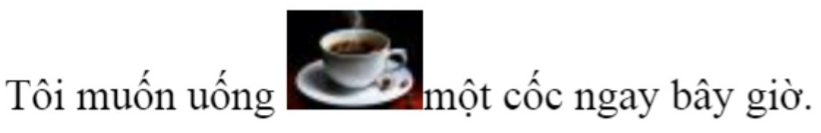 Tôi muốn uống một cốc ngay bây giờ.